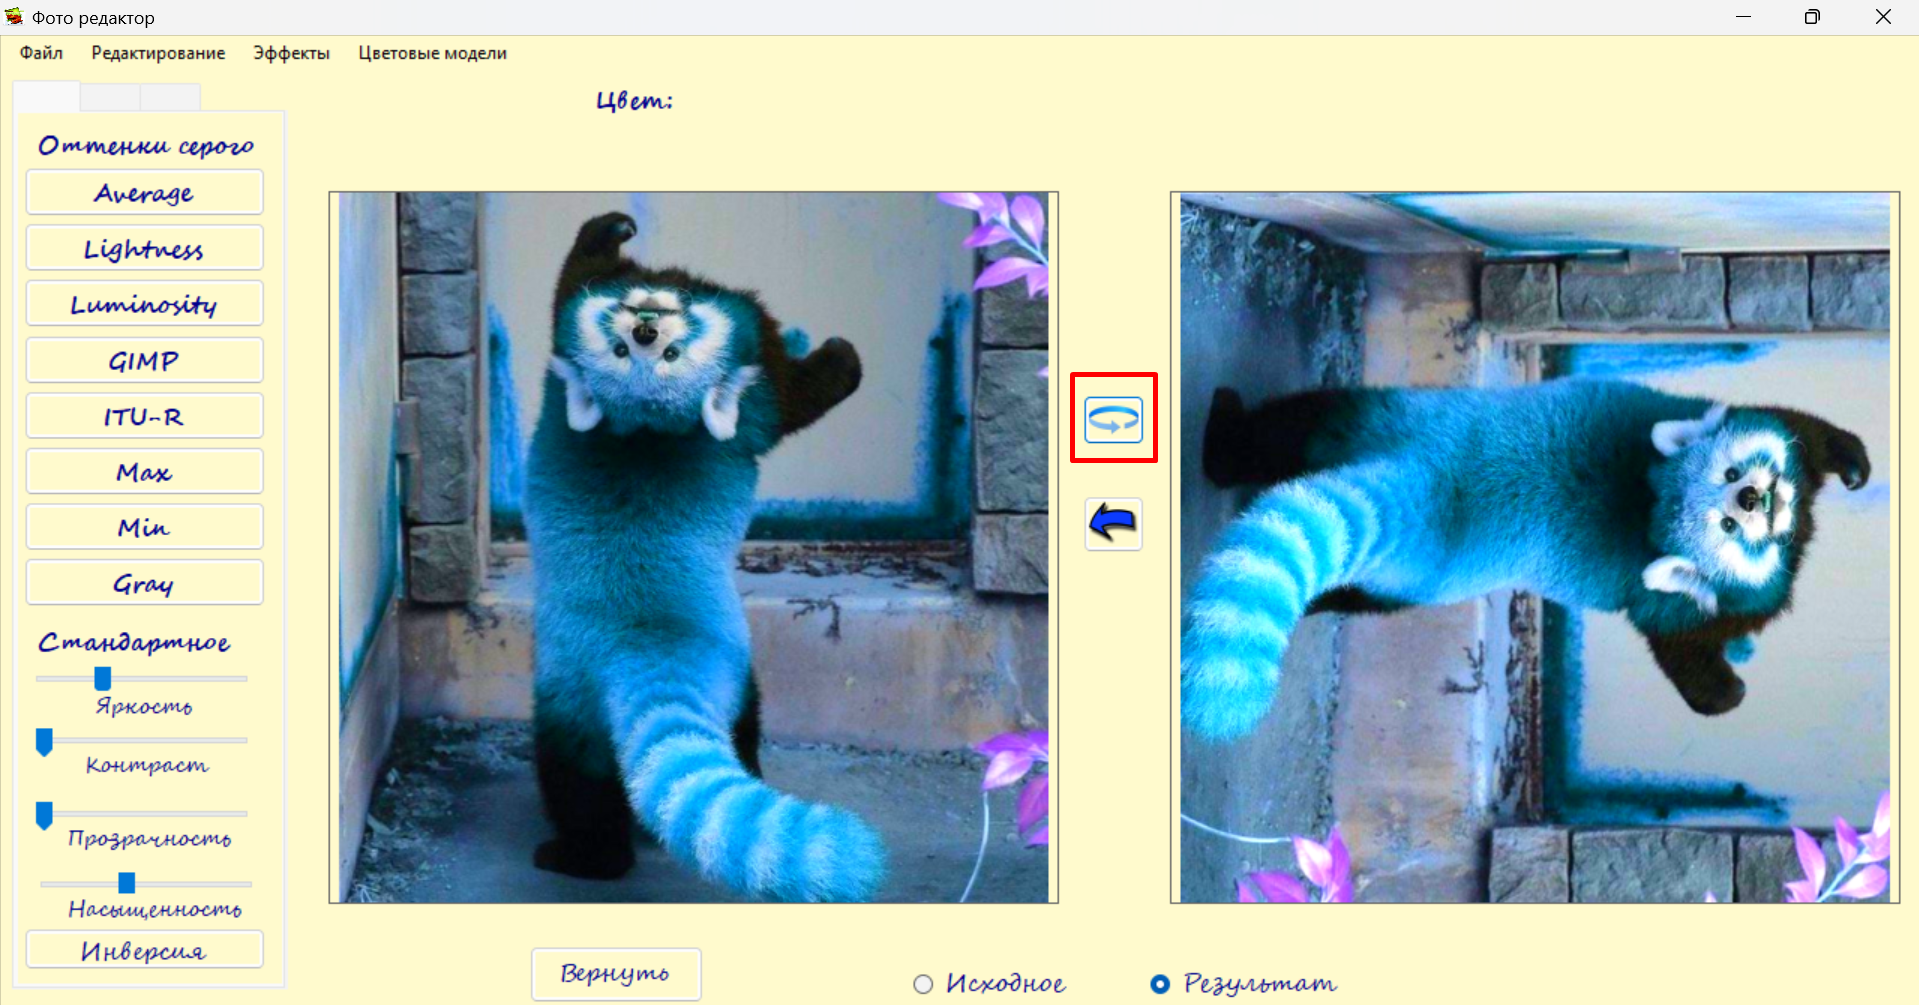 Фото редактор
Файл Редактирование Эффекты Цветовые модели
Цвет:
Оттенки серого
Average
Lightness
Luminosity
GIMP
ITU-R
Max
Min
Gray
Стандартное
Яркость
Контраст
Прозрачность
Насыщенность
Инверсия
Вернуть
Исходное Результат